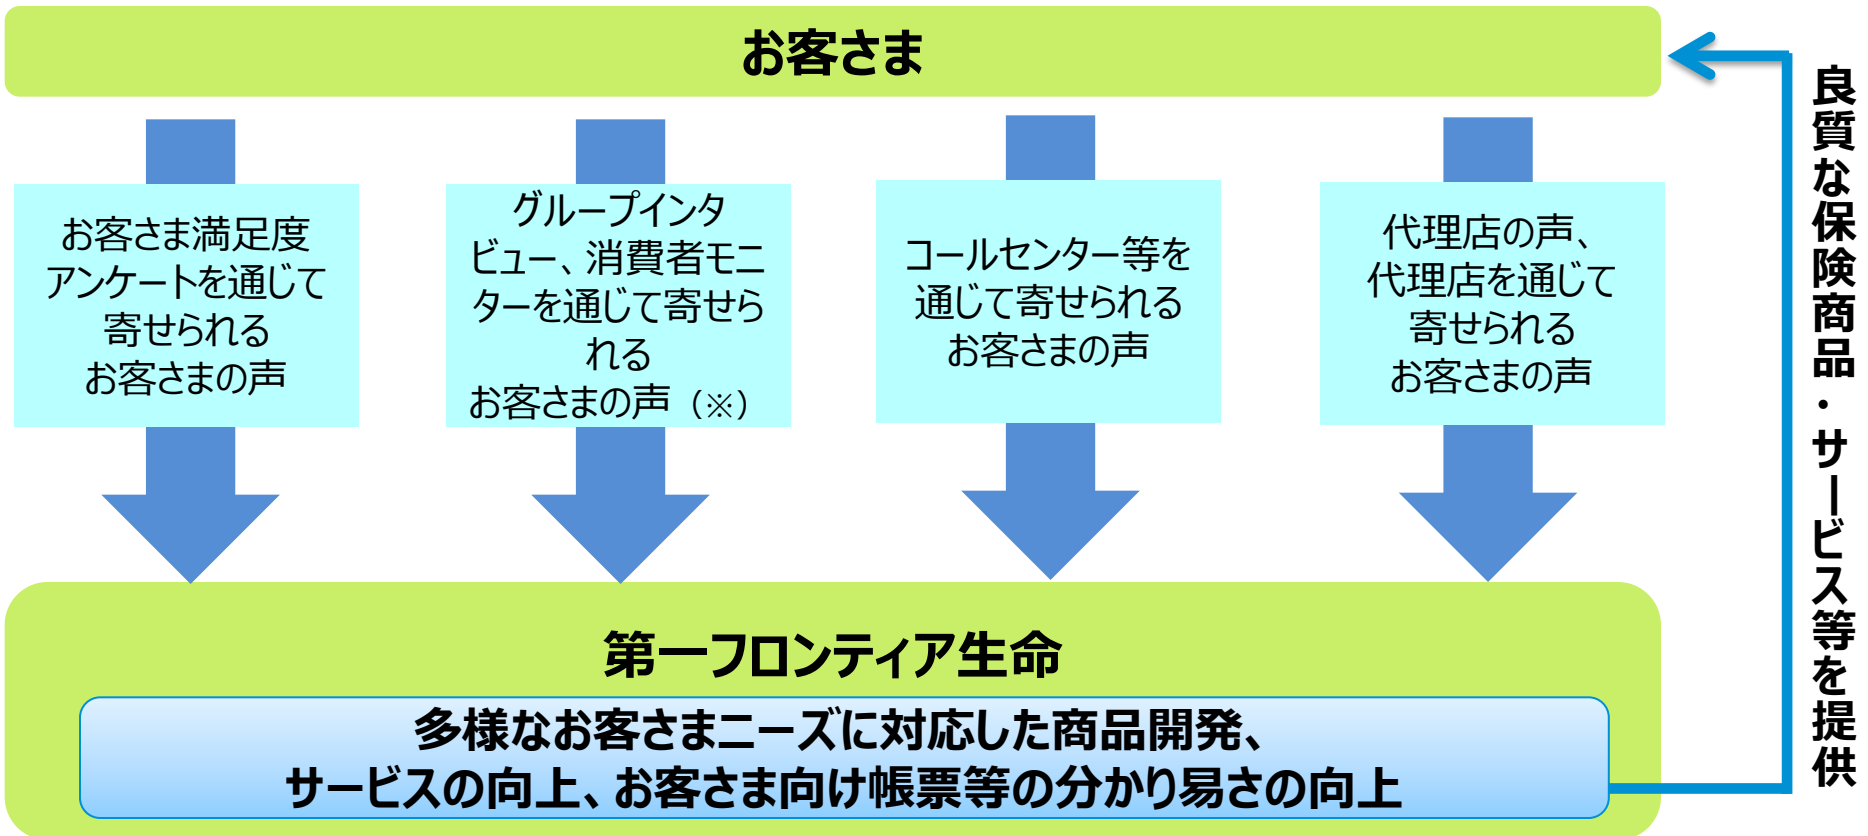 お客さま
お客さま満足度
アンケートを通じて
寄せられる
お客さまの声
グループインタ
ビュー、消費者モニ
ターを通じて寄せら
れる
お客さまの声（※）
コールセンター等を
通じて寄せられる
お客さまの声
代理店の声、
代理店を通じて
寄せられる
お客さまの声
第一フロンティア生命
多様なお客さまニーズに対応した商品開発、
サービスの向上、お客さま向け帳票等の分かり易さの向上
良質な保険商品・サービス等を提供